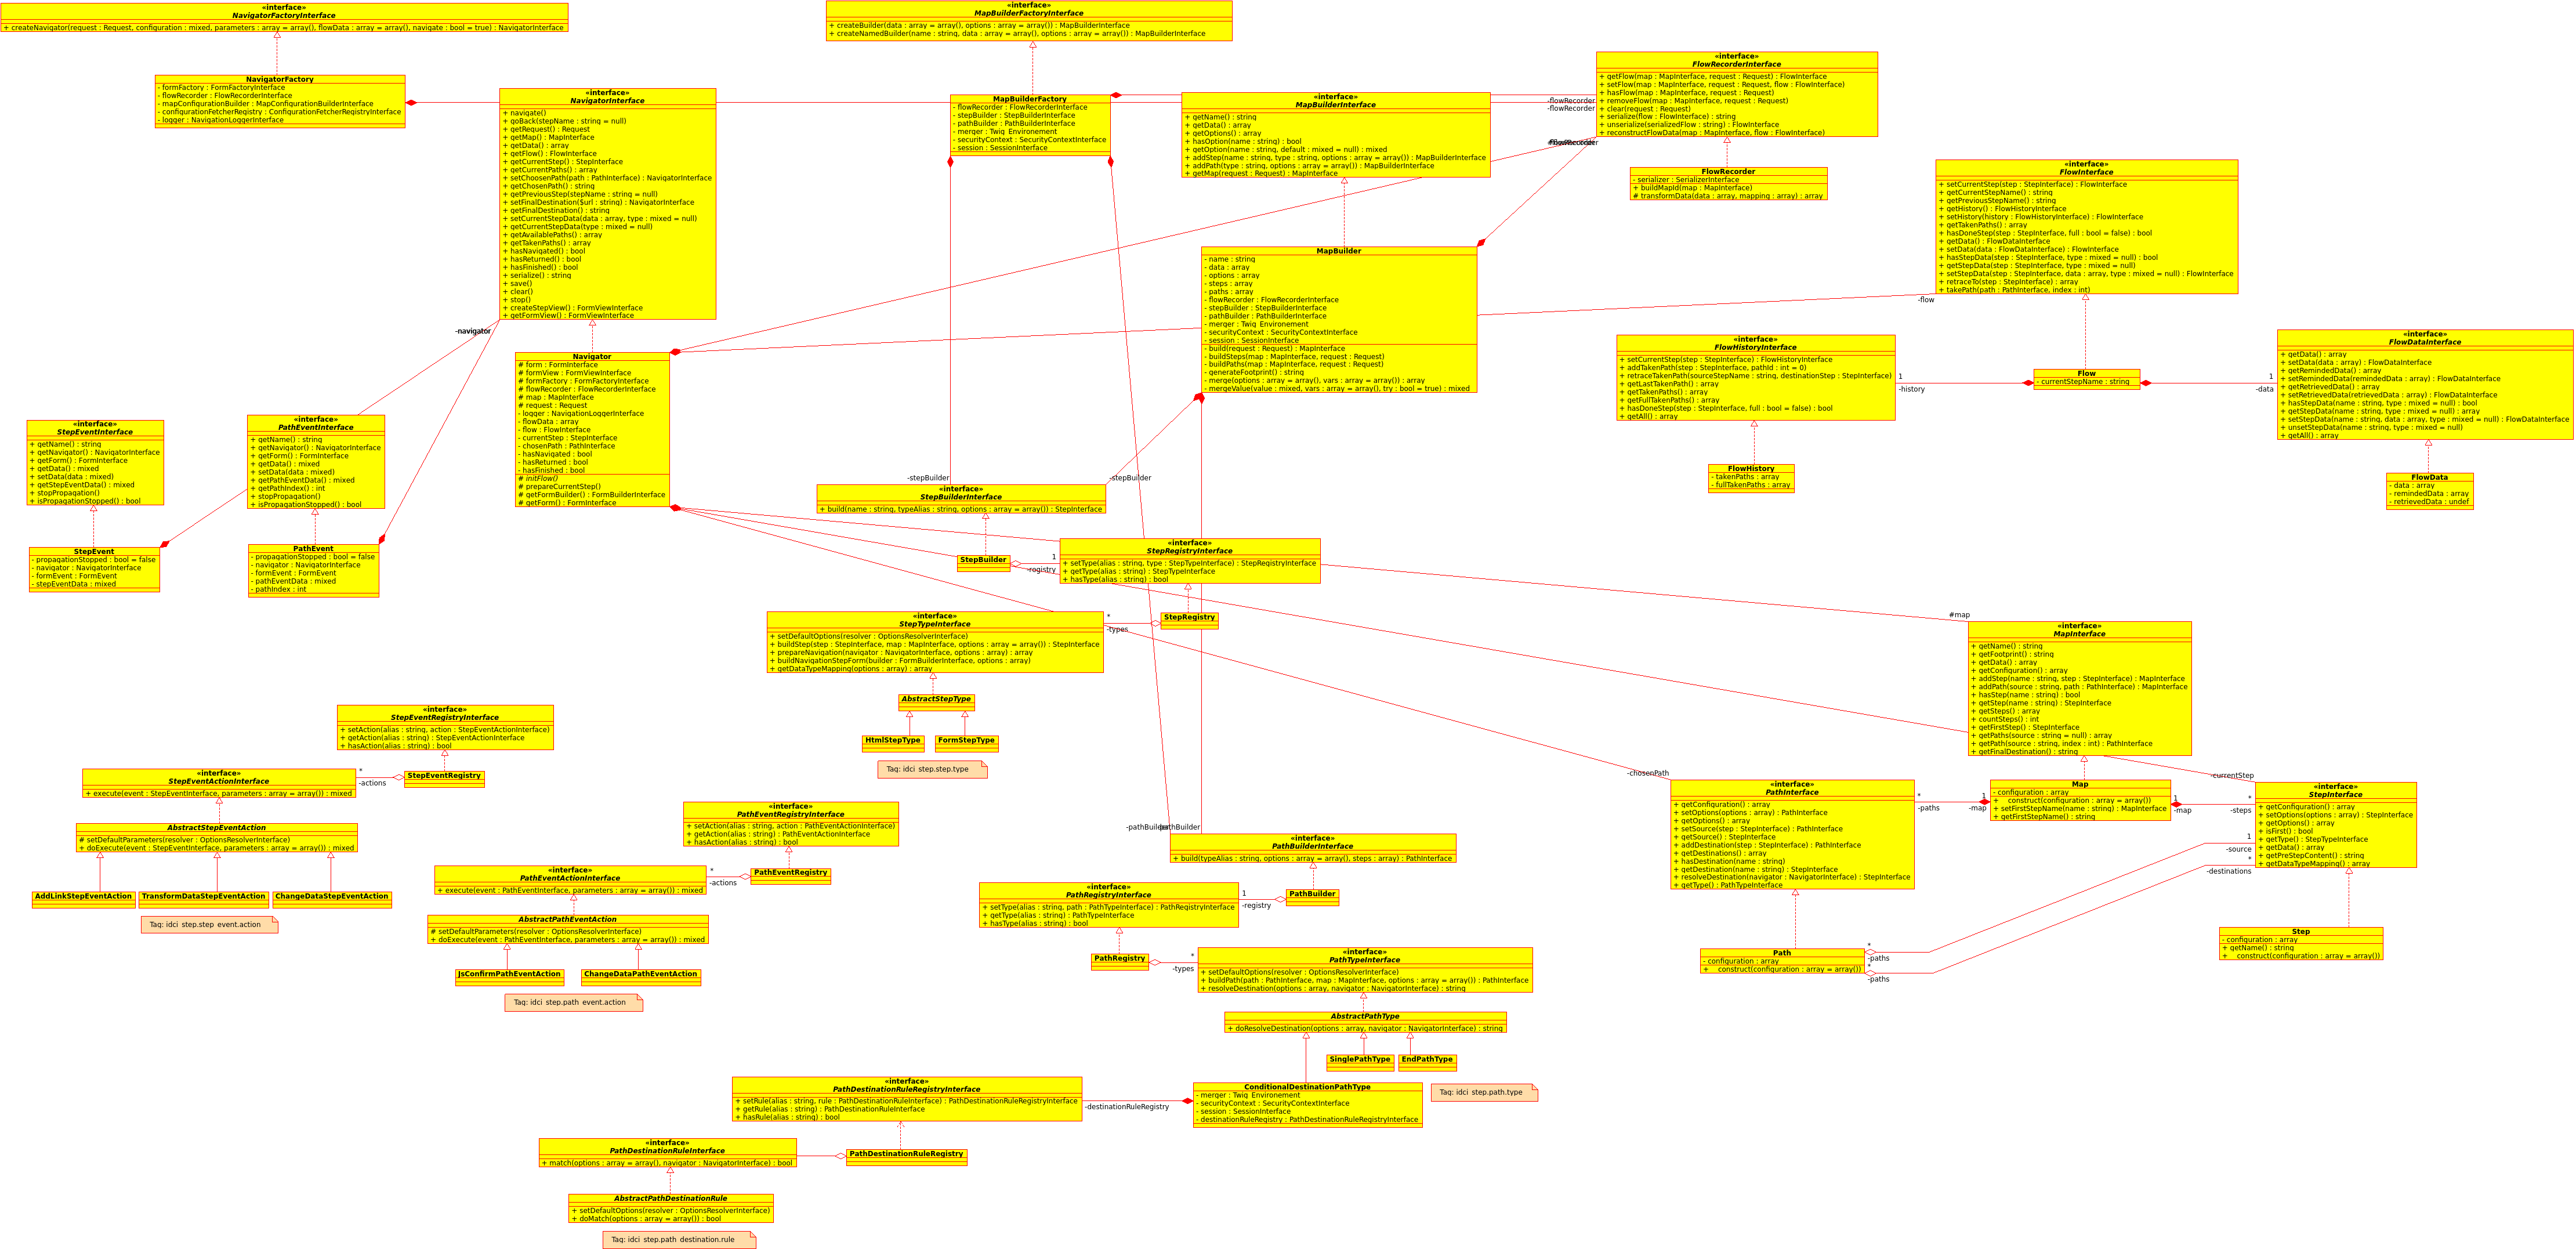 «interface»
NavigatorFactoryInterface
+ createNavigator(request : Request, configuration : mixed, parameters : array = array(), flowData : array = array(), navigate : bool = true) : NavigatorInterface
«interface»
MapBuilderFactoryInterface
+ createBuilder(data : array = array(), options : array = array()) : MapBuilderInterface
+ createNamedBuilder(name : string, data : array = array(), options : array = array()) : MapBuilderInterface
NavigatorFactory
- formFactory : FormFactoryInterface
- flowRecorder : FlowRecorderInterface
- mapConfigurationBuilder : MapConfigurationBuilderInterface
- configurationFetcherRegistry : ConfigurationFetcherRegistryInterface
- logger : NavigationLoggerInterface
«interface»
NavigatorInterface
+ navigate()
+ goBack(stepName : string = null)
+ getRequest() : Request
+ getMap() : MapInterface
+ getData() : array
+ getFlow() : FlowInterface
+ getCurrentStep() : StepInterface
+ getCurrentPaths() : array
+ setChoosenPath(path : PathInterface) : NavigatorInterface
+ getChosenPath() : string
+ getPreviousStep(stepName : string = null)
+ setFinalDestination($url : string) : NavigatorInterface
+ getFinalDestination() : string
+ setCurrentStepData(data : array, type : mixed = null)
+ getCurrentStepData(type : mixed = null)
+ getAvailablePaths() : array
+ getTakenPaths() : array
+ hasNavigated() : bool
+ hasReturned() : bool
+ hasFinished() : bool
+ serialize() : string
+ save()
+ clear()
+ stop()
+ createStepView() : FormViewInterface
+ getFormView() : FormViewInterface
MapBuilderFactory
- flowRecorder : FlowRecorderInterface
- stepBuilder : StepBuilderInterface
- pathBuilder : PathBuilderInterface
- merger : Twig_Environement
- securityContext : SecurityContextInterface
- session : SessionInterface
«interface»
MapBuilderInterface
+ getName() : string
+ getData() : array
+ getOptions() : array
+ hasOption(name : string) : bool
+ getOption(name : string, default : mixed = null) : mixed
+ addStep(name : string, type : string, options : array = array()) : MapBuilderInterface
+ addPath(type : string, options : array = array()) : MapBuilderInterface
+ getMap(request : Request) : MapInterface
«interface»
FlowRecorderInterface
+ getFlow(map : MapInterface, request : Request) : FlowInterface
+ setFlow(map : MapInterface, request : Request, flow : FlowInterface)
+ hasFlow(map : MapInterface, request : Request)
+ removeFlow(map : MapInterface, request : Request)
+ clear(request : Request)
+ serialize(flow : FlowInterface) : string
+ unserialize(serializedFlow : string) : FlowInterface
+ reconstructFlowData(map : MapInterface, flow : FlowInterface)
-flowRecorder
-flowRecorder
FlowRecorder
- serializer : SerializerInterface
+ buildMapId(map : MapInterface)
# transformData(data : array, mapping : array) : array
«interface»
FlowInterface
+ setCurrentStep(step : StepInterface) : FlowInterface
+ getCurrentStepName() : string
+ getPreviousStepName() : string
+ getHistory() : FlowHistoryInterface
+ setHistory(history : FlowHistoryInterface) : FlowInterface
+ getTakenPaths() : array
+ hasDoneStep(step : StepInterface, full : bool = false) : bool
+ getData() : FlowDataInterface
+ setData(data : FlowDataInterface) : FlowInterface
+ hasStepData(step : StepInterface, type : mixed = null) : bool
+ getStepData(step : StepInterface, type : mixed = null)
+ setStepData(step : StepInterface, data : array, type : mixed = null) : FlowInterface
+ retraceTo(step : StepInterface) : array
+ takePath(path : PathInterface, index : int)
-flow
MapBuilder
- name : string
- data : array
- options : array
- steps : array
- paths : array
- flowRecorder : FlowRecorderInterface
- stepBuilder : StepBuilderInterface
- pathBuilder : PathBuilderInterface
- merger : Twig_Environement
- securityContext : SecurityContextInterface
- session : SessionInterface
- build(request : Request) : MapInterface
- buildSteps(map : MapInterface, request : Request)
- buildPaths(map : MapInterface, request : Request)
- generateFootprint() : string
- merge(options : array = array(), vars : array = array()) : array
- mergeValue(value : mixed, vars : array = array(), try : bool = true) : mixed
-navigator
Navigator
# form : FormInterface
# formView : FormViewInterface
# formFactory : FormFactoryInterface
# flowRecorder : FlowRecorderInterface
# map : MapInterface
# request : Request
- logger : NavigationLoggerInterface
- flowData : array
- flow : FlowInterface
- currentStep : StepInterface
- chosenPath : PathInterface
- hasNavigated : bool
- hasReturned : bool
- hasFinished : bool
# initFlow()
# prepareCurrentStep()
# getFormBuilder() : FormBuilderInterface
# getForm() : FormInterface
«interface»
FlowHistoryInterface
+ setCurrentStep(step : StepInterface) : FlowHistoryInterface
+ addTakenPath(step : StepInterface, pathId : int = 0)
+ retraceTakenPath(sourceStepName : string, destinationStep : StepInterface)
+ getLastTakenPath() : array
+ getTakenPaths() : array
+ getFullTakenPaths() : array
+ hasDoneStep(step : StepInterface, full : bool = false) : bool
+ getAll() : array
1
-history
Flow
- currentStepName : string
1
-data
«interface»
FlowDataInterface
+ getData() : array
+ setData(data : array) : FlowDataInterface
+ getRemindedData() : array
+ setRemindedData(remindedData : array) : FlowDataInterface
+ getRetrievedData() : array
+ setRetrievedData(retrievedData : array) : FlowDataInterface
+ hasStepData(name : string, type : mixed = null) : bool
+ getStepData(name : string, type : mixed = null) : array
+ setStepData(name : string, data : array, type : mixed = null) : FlowDataInterface
+ unsetStepData(name : string, type : mixed = null)
+ getAll() : array
FlowHistory
- takenPaths : array
- fullTakenPaths : array
FlowData
- data : array
- remindedData : array
- retrievedData : undef
«interface»
StepEventInterface
+ getName() : string
+ getNavigator() : NavigatorInterface
+ getForm() : FormInterface
+ getData() : mixed
+ setData(data : mixed)
+ getStepEventData() : mixed
+ stopPropagation()
+ isPropagationStopped() : bool
«interface»
PathEventInterface
+ getName() : string
+ getNavigator() : NavigatorInterface
+ getForm() : FormInterface
+ getData() : mixed
+ setData(data : mixed)
+ getPathEventData() : mixed
+ getPathIndex() : int
+ stopPropagation()
+ isPropagationStopped() : bool
StepEvent
- propagationStopped : bool = false
- navigator : NavigatorInterface
- formEvent : FormEvent
- stepEventData : mixed
PathEvent
- propagationStopped : bool = false
- navigator : NavigatorInterface
- formEvent : FormEvent
- pathEventData : mixed
- pathIndex : int
-stepBuilder
-stepBuilder
«interface»
StepBuilderInterface
+ build(name : string, typeAlias : string, options : array = array()) : StepInterface
StepBuilder
1
-registry
«interface»
StepRegistryInterface
+ setType(alias : string, type : StepTypeInterface) : StepRegistryInterface
+ getType(alias : string) : StepTypeInterface
+ hasType(alias : string) : bool
StepRegistry
*
-types
«interface»
StepTypeInterface
+ setDefaultOptions(resolver : OptionsResolverInterface)
+ buildStep(step : StepInterface, map : MapInterface, options : array = array()) : StepInterface
+ prepareNavigation(navigator : NavigatorInterface, options : array) : array
+ buildNavigationStepForm(builder : FormBuilderInterface, options : array)
+ getDataTypeMapping(options : array) : array
AbstractStepType
HtmlStepType
FormStepType
Tag: idci_step.step.type
#map
«interface»
MapInterface
+ getName() : string
+ getFootprint() : string
+ getData() : array
+ getConfiguration() : array
+ addStep(name : string, step : StepInterface) : MapInterface
+ addPath(source : string, path : PathInterface) : MapInterface
+ hasStep(name : string) : bool
+ getStep(name : string) : StepInterface
+ getSteps() : array
+ countSteps() : int
+ getFirstStep() : StepInterface
+ getPaths(source : string = null) : array
+ getPath(source : string, index : int) : PathInterface
+ getFinalDestination() : string
«interface»
StepEventRegistryInterface
+ setAction(alias : string, action : StepEventActionInterface)
+ getAction(alias : string) : StepEventActionInterface
+ hasAction(alias : string) : bool
«interface»
StepEventActionInterface
+ execute(event : StepEventInterface, parameters : array = array()) : mixed
*
-actions
StepEventRegistry
AbstractStepEventAction
# setDefaultParameters(resolver : OptionsResolverInterface)
+ doExecute(event : StepEventInterface, parameters : array = array()) : mixed
AddLinkStepEventAction
TransformDataStepEventAction
ChangeDataStepEventAction
Tag: idci_step.step_event.action
«interface»
PathEventRegistryInterface
+ setAction(alias : string, action : PathEventActionInterface)
+ getAction(alias : string) : PathEventActionInterface
+ hasAction(alias : string) : bool
«interface»
PathEventActionInterface
+ execute(event : PathEventInterface, parameters : array = array()) : mixed
*
-actions
PathEventRegistry
AbstractPathEventAction
# setDefaultParameters(resolver : OptionsResolverInterface)
+ doExecute(event : PathEventInterface, parameters : array = array()) : mixed
JsConfirmPathEventAction
ChangeDataPathEventAction
Tag: idci_step.path_event.action
-chosenPath
-currentStep
«interface»
PathInterface
+ getConfiguration() : array
+ setOptions(options : array) : PathInterface
+ getOptions() : array
+ setSource(step : StepInterface) : PathInterface
+ getSource() : StepInterface
+ addDestination(step : StepInterface) : PathInterface
+ getDestinations() : array
+ hasDestination(name : string)
+ getDestination(name : string) : StepInterface
+ resolveDestination(navigator : NavigatorInterface) : StepInterface
+ getType() : PathTypeInterface
*
-paths
1
-map
Map
- configuration : array
+ __construct(configuration : array = array())
+ setFirstStepName(name : string) : MapInterface
+ getFirstStepName() : string
1
-map
*
-steps
«interface»
StepInterface
+ getConfiguration() : array
+ setOptions(options : array) : StepInterface
+ getOptions() : array
+ isFirst() : bool
+ getType() : StepTypeInterface
+ getData() : array
+ getPreStepContent() : string
+ getDataTypeMapping() : array
1
-source
*
-destinations
-pathBuilder
-pathBuilder
«interface»
PathBuilderInterface
+ build(typeAlias : string, options : array = array(), steps : array) : PathInterface
«interface»
PathRegistryInterface
+ setType(alias : string, path : PathTypeInterface) : PathRegistryInterface
+ getType(alias : string) : PathTypeInterface
+ hasType(alias : string) : bool
1
-registry
PathBuilder
PathRegistry
*
-types
«interface»
PathTypeInterface
+ setDefaultOptions(resolver : OptionsResolverInterface)
+ buildPath(path : PathInterface, map : MapInterface, options : array = array()) : PathInterface
+ resolveDestination(options : array, navigator : NavigatorInterface) : string
Path
- configuration : array
+ __construct(configuration : array = array())
*
-paths
*
-paths
Step
- configuration : array
+ getName() : string
+ __construct(configuration : array = array())
AbstractPathType
+ doResolveDestination(options : array, navigator : NavigatorInterface) : string
SinglePathType
EndPathType
ConditionalDestinationPathType
- merger : Twig_Environement
- securityContext : SecurityContextInterface
- session : SessionInterface
- destinationRuleRegistry : PathDestinationRuleRegistryInterface
Tag: idci_step.path.type
«interface»
PathDestinationRuleRegistryInterface
+ setRule(alias : string, rule : PathDestinationRuleInterface) : PathDestinationRuleRegistryInterface
+ getRule(alias : string) : PathDestinationRuleInterface
+ hasRule(alias : string) : bool
-destinationRuleRegistry
«interface»
PathDestinationRuleInterface
+ match(options : array = array(), navigator : NavigatorInterface) : bool
PathDestinationRuleRegistry
AbstractPathDestinationRule
+ setDefaultOptions(resolver : OptionsResolverInterface)
+ doMatch(options : array = array()) : bool
Tag: idci_step.path_destination.rule